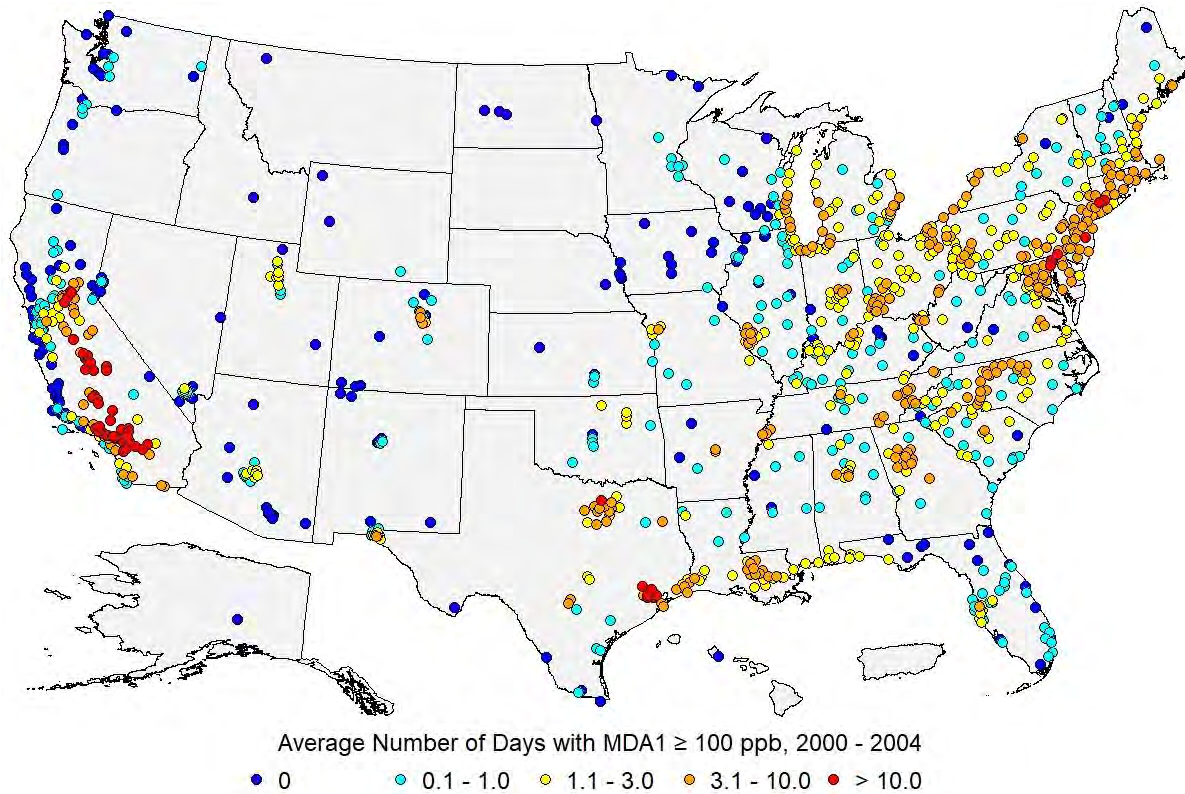 Average Number of Days with MDA1 ≥ 100 ppb, 2000 - 2004
0 0.1 - 1.0 1.1 - 3.0 3.1 - 10.0 > 10.0